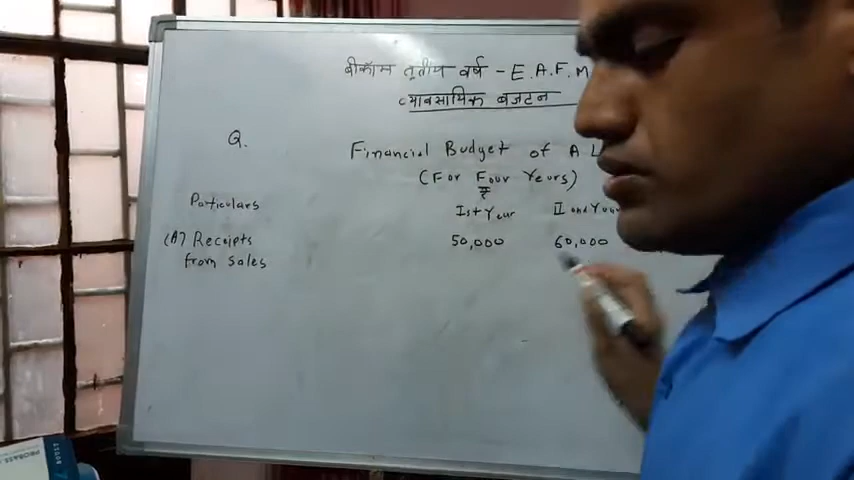 बीकॉम तृतीय वर्ष - E.A.F.M
व्यावसायिक बजटन
Q. Financial Budget of A
(For Four Years)
₹
Particulars Ist Year II and Year
(A) Receipts 50,000 60,000
from Sales